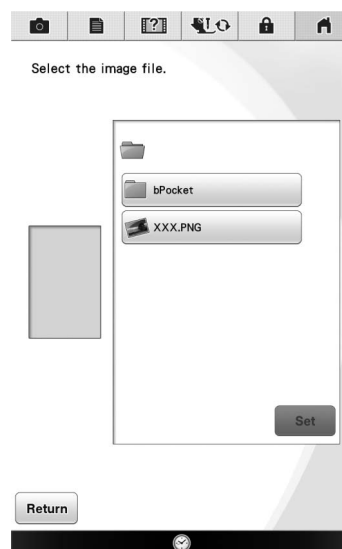 Select the image file.
bPocket
XXX.PNG
Set
Return